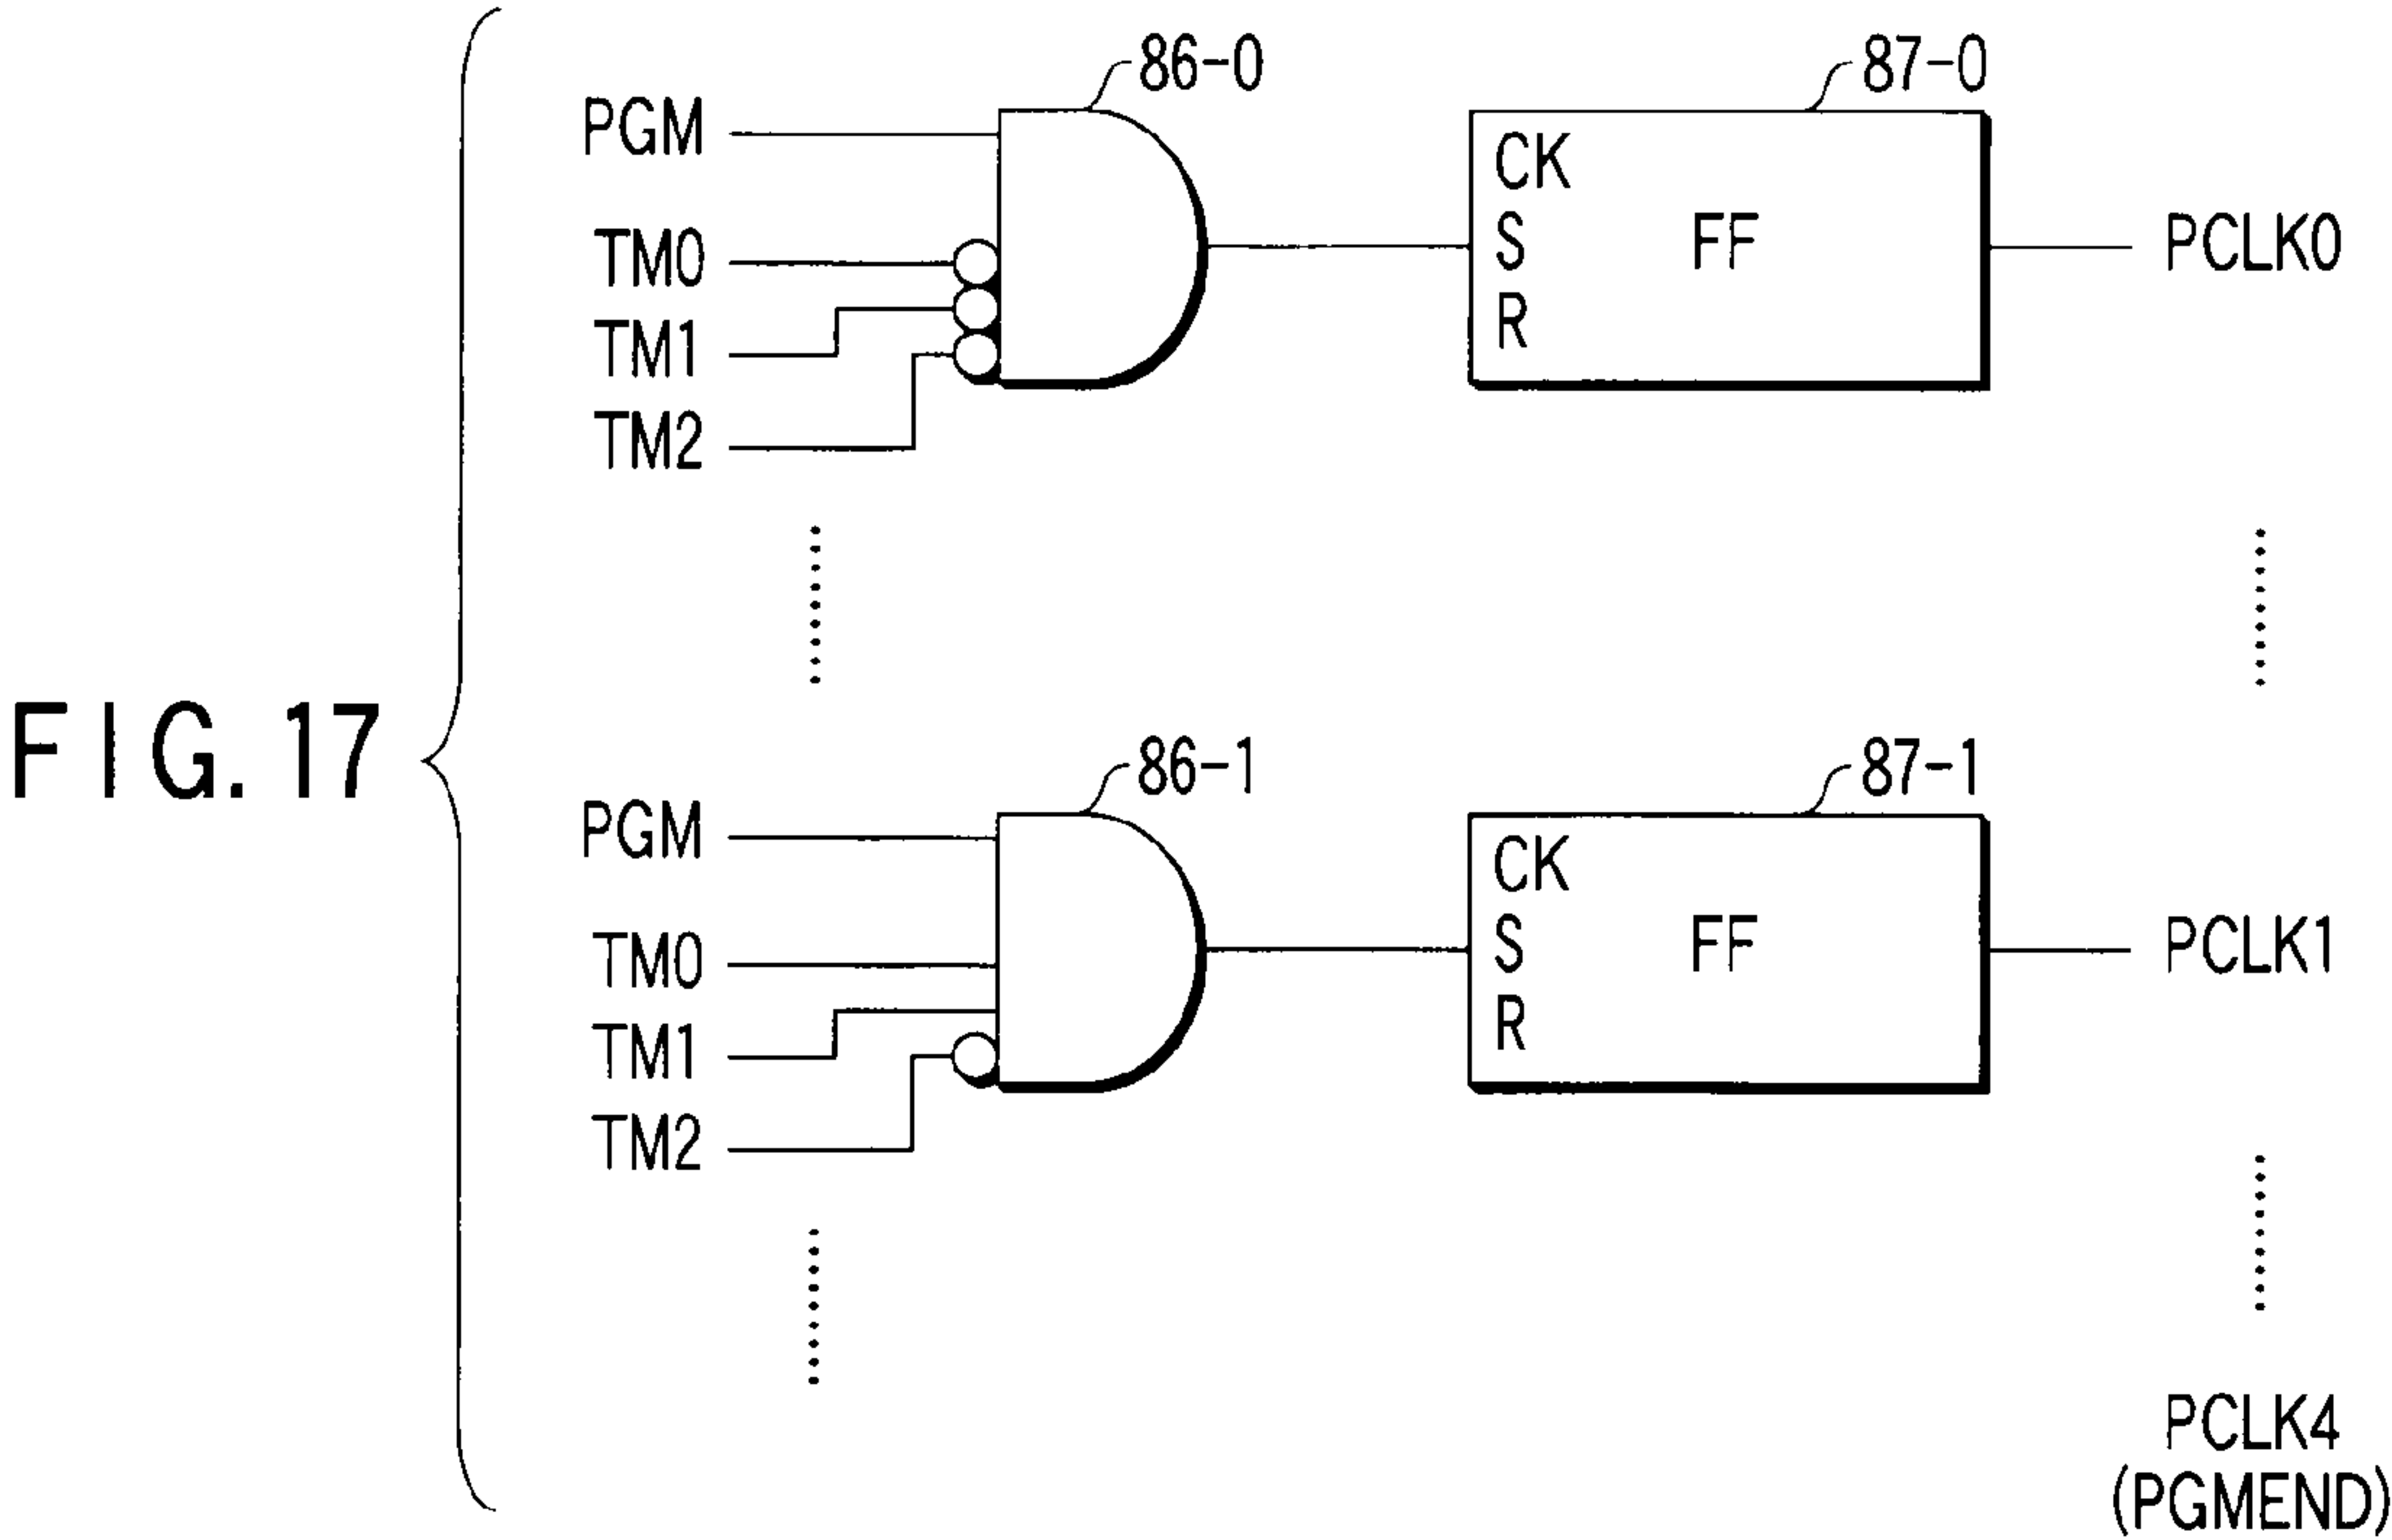 FIG. 17
86-0
87-0
PGM
TM0
TM1
TM2
CK
S
R
FF
PCLK0
86-1
87-1
PGM
TM0
TM1
TM2
CK
S
R
FF
PCLK1
PCLK4
(PGMEND)